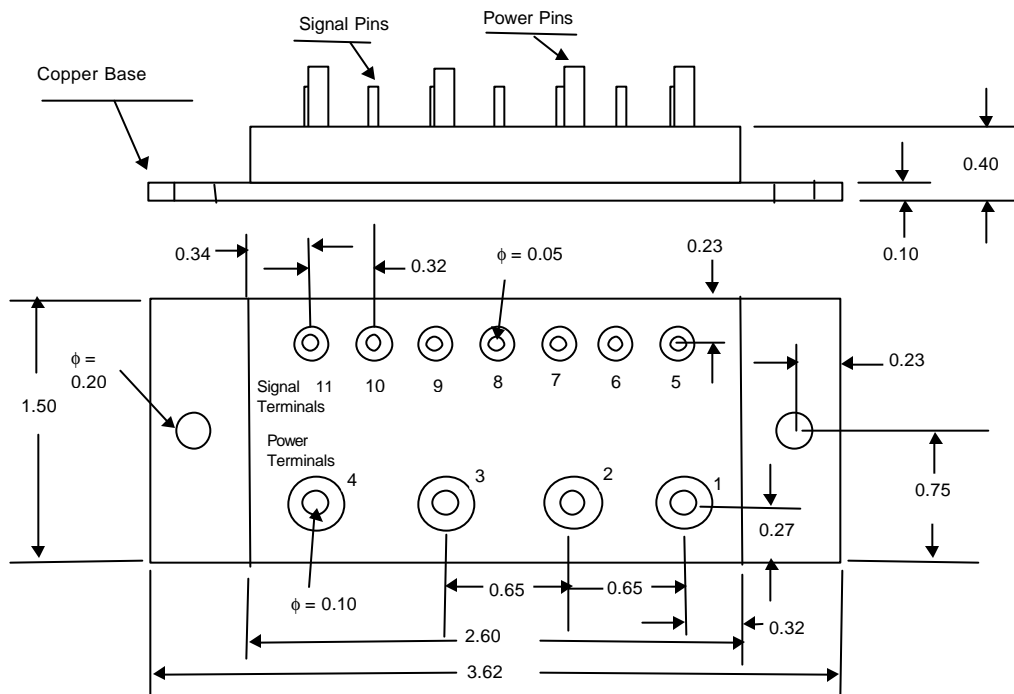 Signal Pins
Power Pins
Copper Base
0.40
0.10
0.34
0.32
ϕ = 0.05
0.23
ϕ =
0.20
Signal 11 10 9 8 7 6 5
Terminals
0.23
1.50
Power
Terminals
4 3 2 1
0.75
0.27
ϕ = 0.10
0.65 0.65
0.32
2.60
3.62